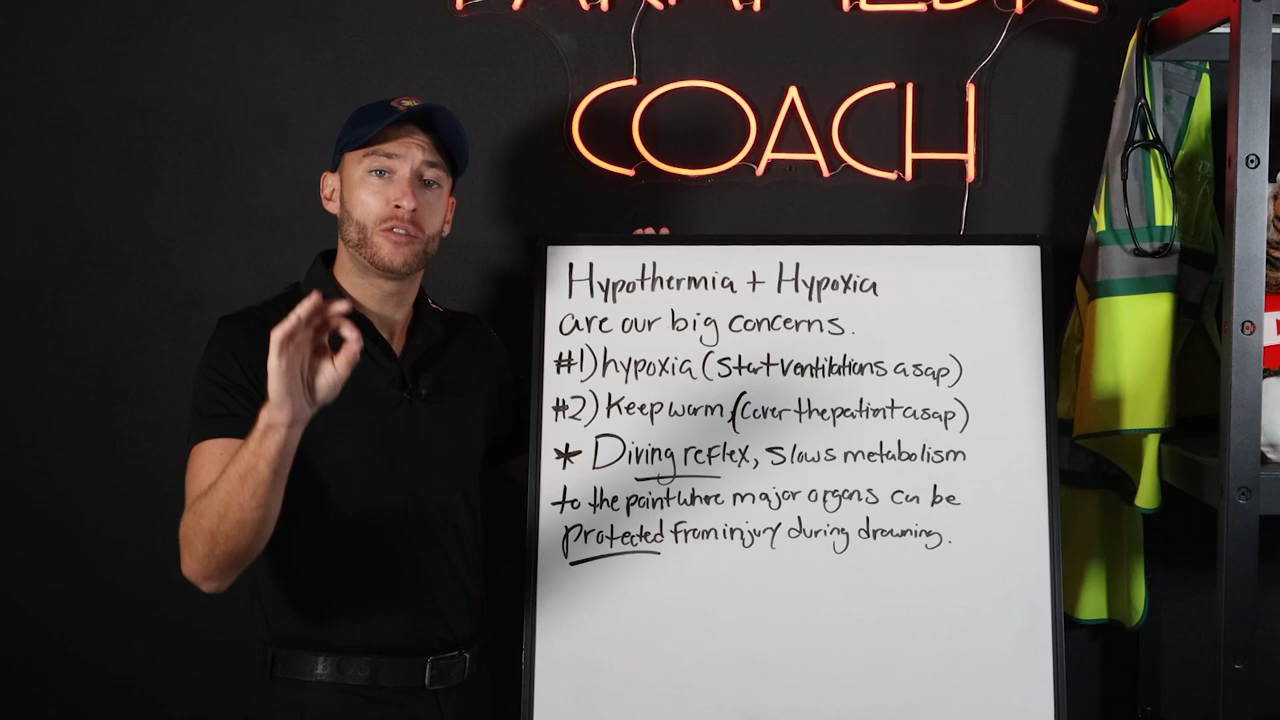 PARAMEDIC
COACH
Hypothermia + Hypoxia
are our big concerns.
#1) hypoxia (start ventilations asap)
#2) Keep warm (cover the patient asap)
* Diving reflex, slows metabolism
to the point where major organs can be
protected from injury during drowning.